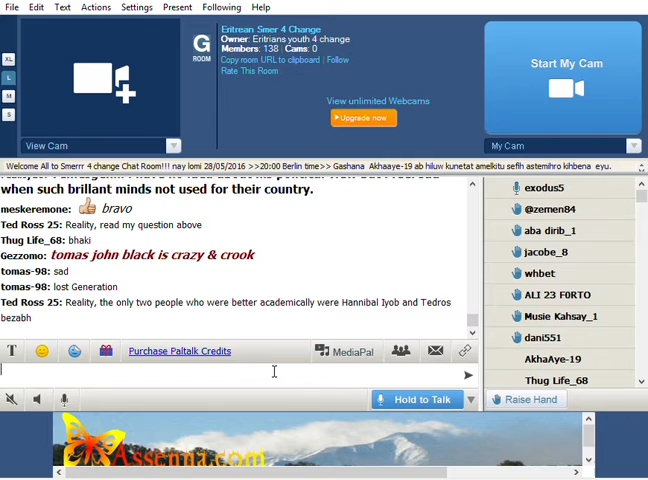 File Edit Text Actions Settings Present Following Help
XL
L
M
S
View Cam
G
ROOM
Eritrean Smer 4 Change
Owner: Eritrians youth 4 change
Members: 138 | Cams: 0
Copy room URL to clipboard | Follow
Rate This Room
View unlimited Webcams
Upgrade now
Start My Cam
My Cam
Welcome All to Smerrr 4 change Chat Room!!! nay lomi 28/05/2016 >>20:00 Berlin time>> Gashana Akhaaye-19 ab hiluw kunetat amelkitu sefih astemihro kihbena eyu.
when such brillant minds not used for their country.
meskeremone: bravo
Ted Ross 25: Reality, read my question above
Thug Life_68: bhaki
Gezzomo: tomas john black is crazy & crook
tomas-98: sad
tomas-98: lost Generation
Ted Ross 25: Reality, the only two people who were better academically were Hannibal Iyob and Tedros
bezabh
exodus5
@zemen84
aba dirib_1
jacobe_8
whbet
ALI 23 F0RTO
Musie Kahsay_1
dani551
AkhaAye-19
Thug Life_68
T
Purchase Paltalk Credits
MediaPal
Hold to Talk
Raise Hand
Assenna.com